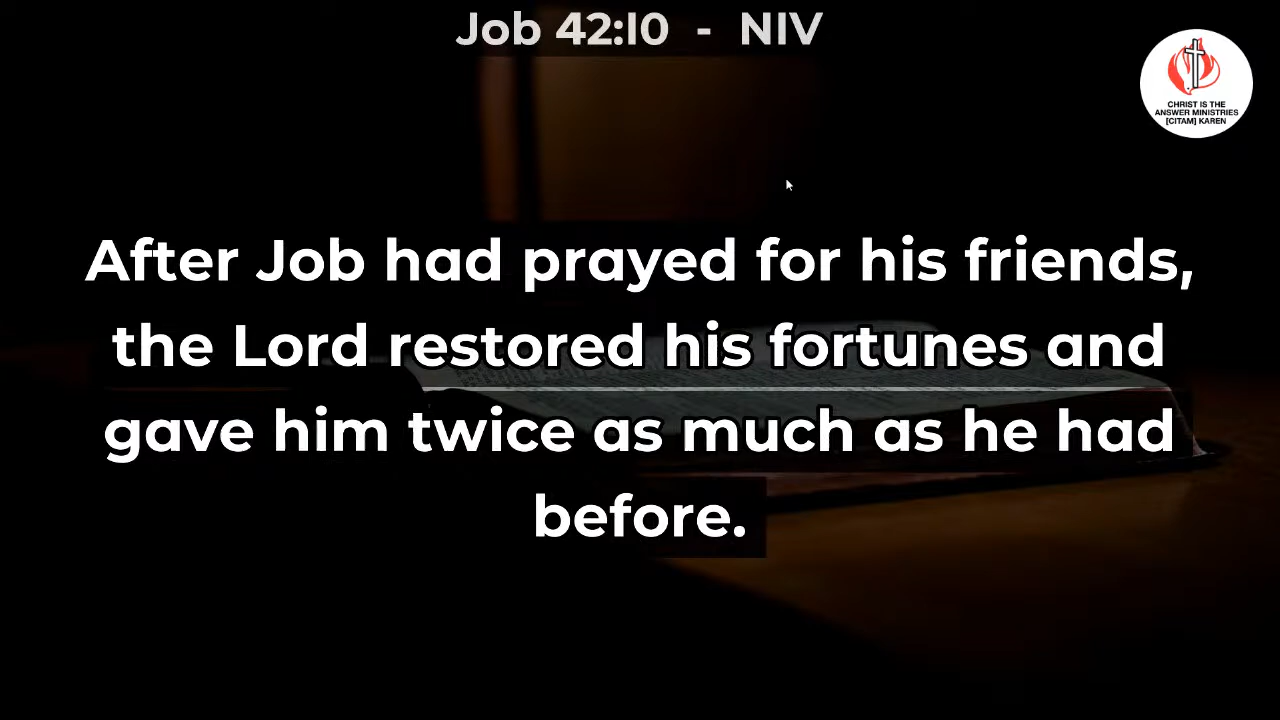 Job 42:10 - NIV
CHRIST IS THE
ANSWER MINISTRIES
[CITAM] KAREN
After Job had prayed for his friends,
the Lord restored his fortunes and
gave him twice as much as he had
before.